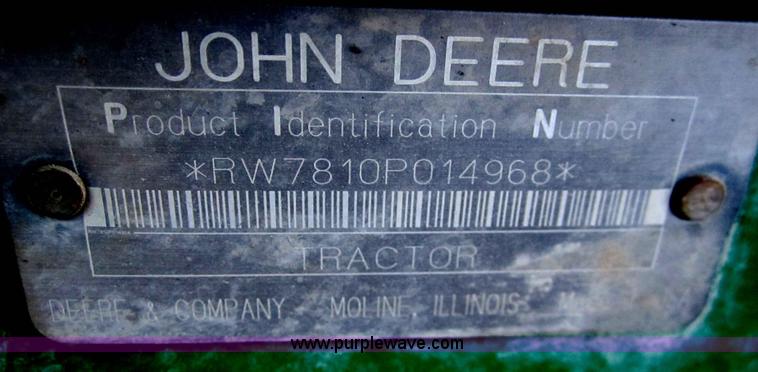 JOHN DEERE
Product Identification Number
*RW7810P014968*
TRACTOR
DEERE & COMPANY MOLINE, ILLINOIS
www.purplewave.com